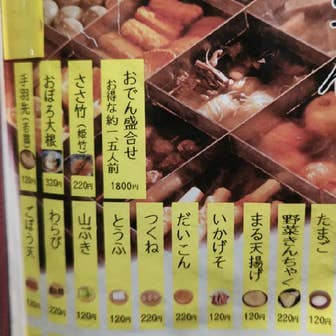 おでん盛合せ
お得な約一、五人前
1800円
ささ竹（姫竹）
220円
おぼろ大根
320円
手羽先
120円
たまご
120円
野菜きんちゃく
220円
まる天揚げ
120円
いかげそ
120円
だいこん
220円
つくね
220円
とうふ
120円
山ぶき
220円
わらび
220円
ごぼう天
120円